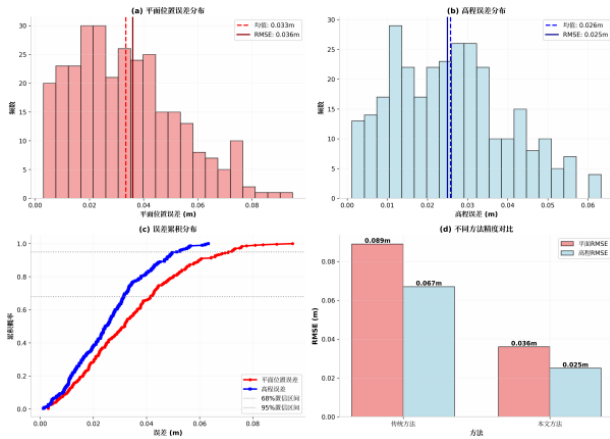 (a) 平面位置误差分布
均值: 0.033m
RMSE: 0.036m
频数
30
25
20
15
10
5
0
0.00 0.02 0.04 0.06 0.08
平面位置误差 (m)
(b) 高程误差分布
均值: 0.026m
RMSE: 0.025m
频数
30
25
20
15
10
5
0
0.00 0.01 0.02 0.03 0.04 0.05 0.06
高程误差 (m)
(c) 误差累积分布
累积概率
1.0
0.8
0.6
0.4
0.2
0.0
平面位置误差
高程误差
68%置信区间
95%置信区间
0.00 0.02 0.04 0.06 0.08
误差 (m)
(d) 不同方法精度对比
平面RMSE
高程RMSE
RMSE (m)
0.08
0.06
0.04
0.02
0.00
0.089m
0.067m
0.036m
0.025m
传统方法 本文方法
方法